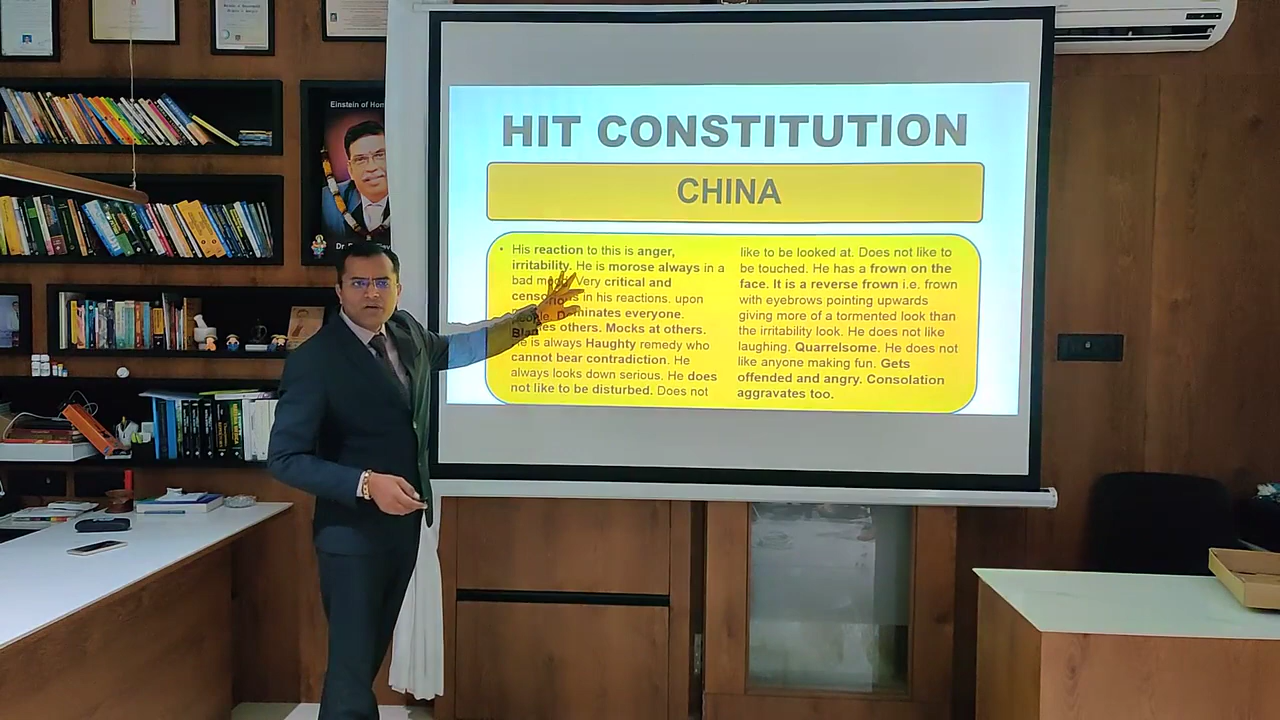 Einstein of Hom
HIT CONSTITUTION
CHINA
• His reaction to this is anger,
irritability. He is morose always in a
bad Very critical and
in his reactions. upon
people. Dominates everyone.
others. Mocks at others.
He is always Haughty remedy who
cannot bear contradiction. He
always looks down serious. He does
not like to be disturbed. Does not
like to be looked at. Does not like to
be touched. He has a frown on the
face. It is a reverse frown i.e. frown
with eyebrows pointing upwards
giving more of a tormented look than
the irritability look. He does not like
laughing. Quarrelsome. He does not
like anyone making fun. Gets
offended and angry. Consolation
aggravates too.
Dr.